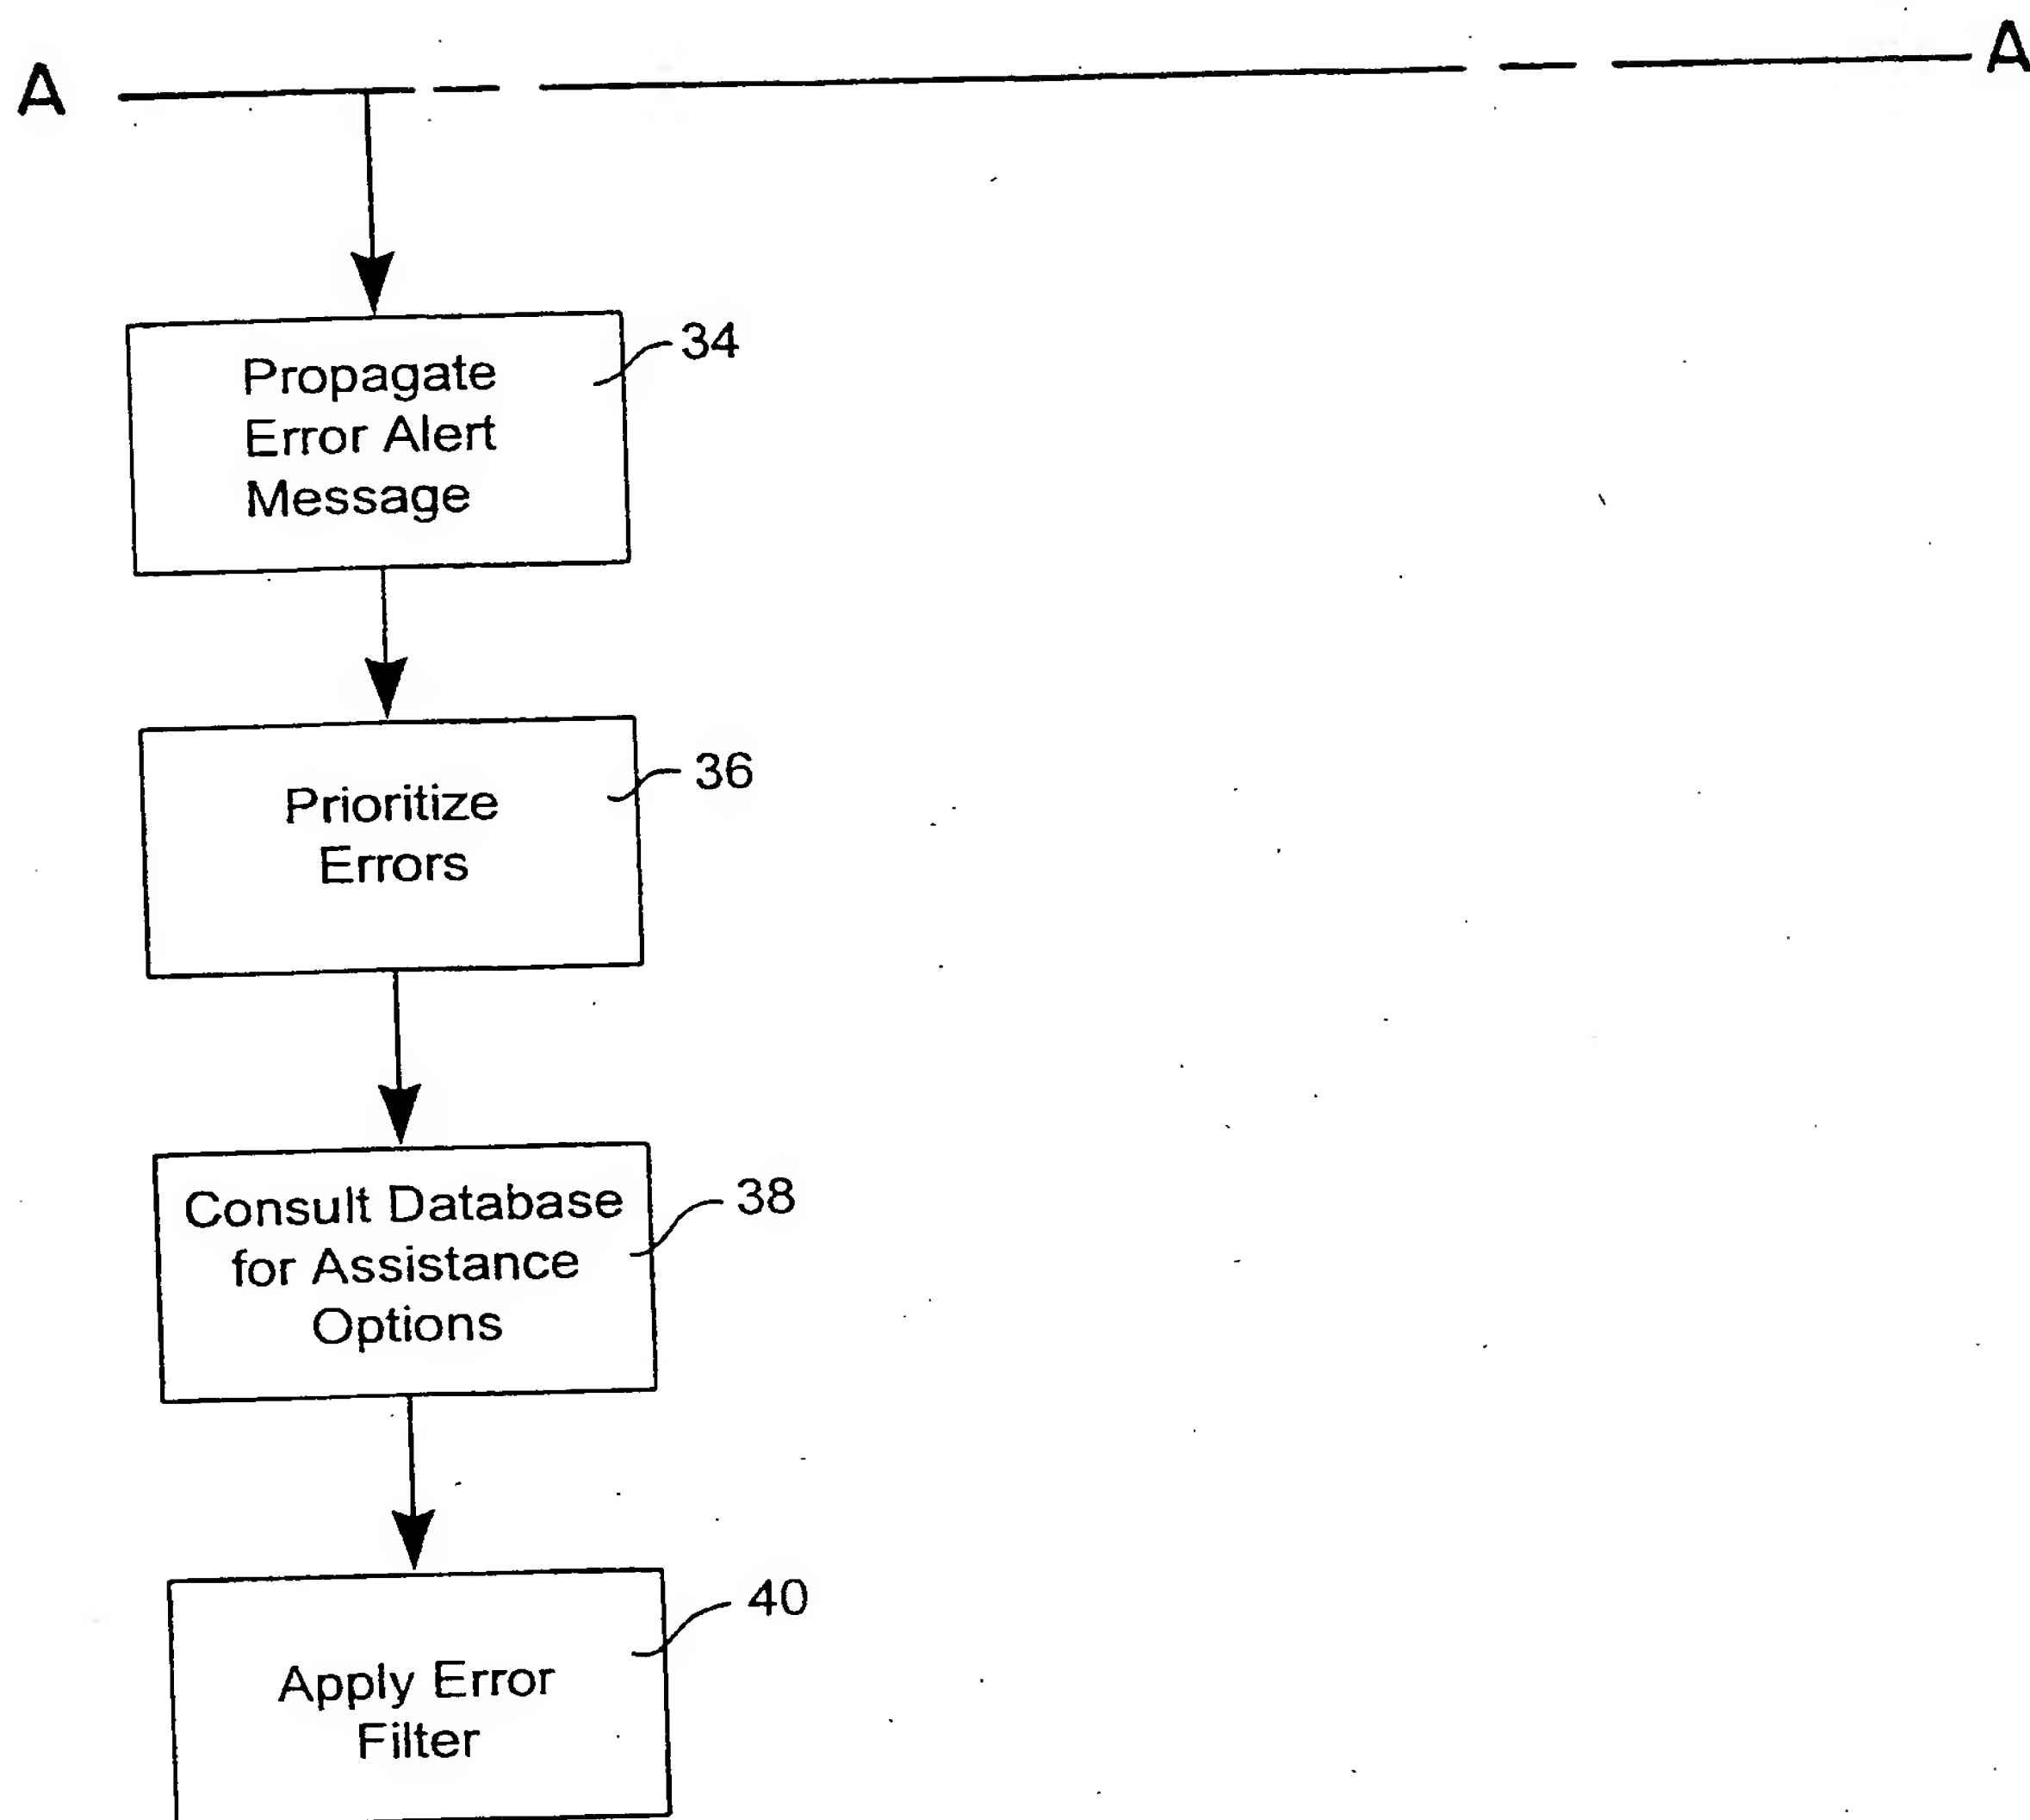 A
A
Propagate
Error Alert
Message
34
Prioritize
Errors
36
Consult Database
for Assistance
Options
38
Apply Error
Filter
40